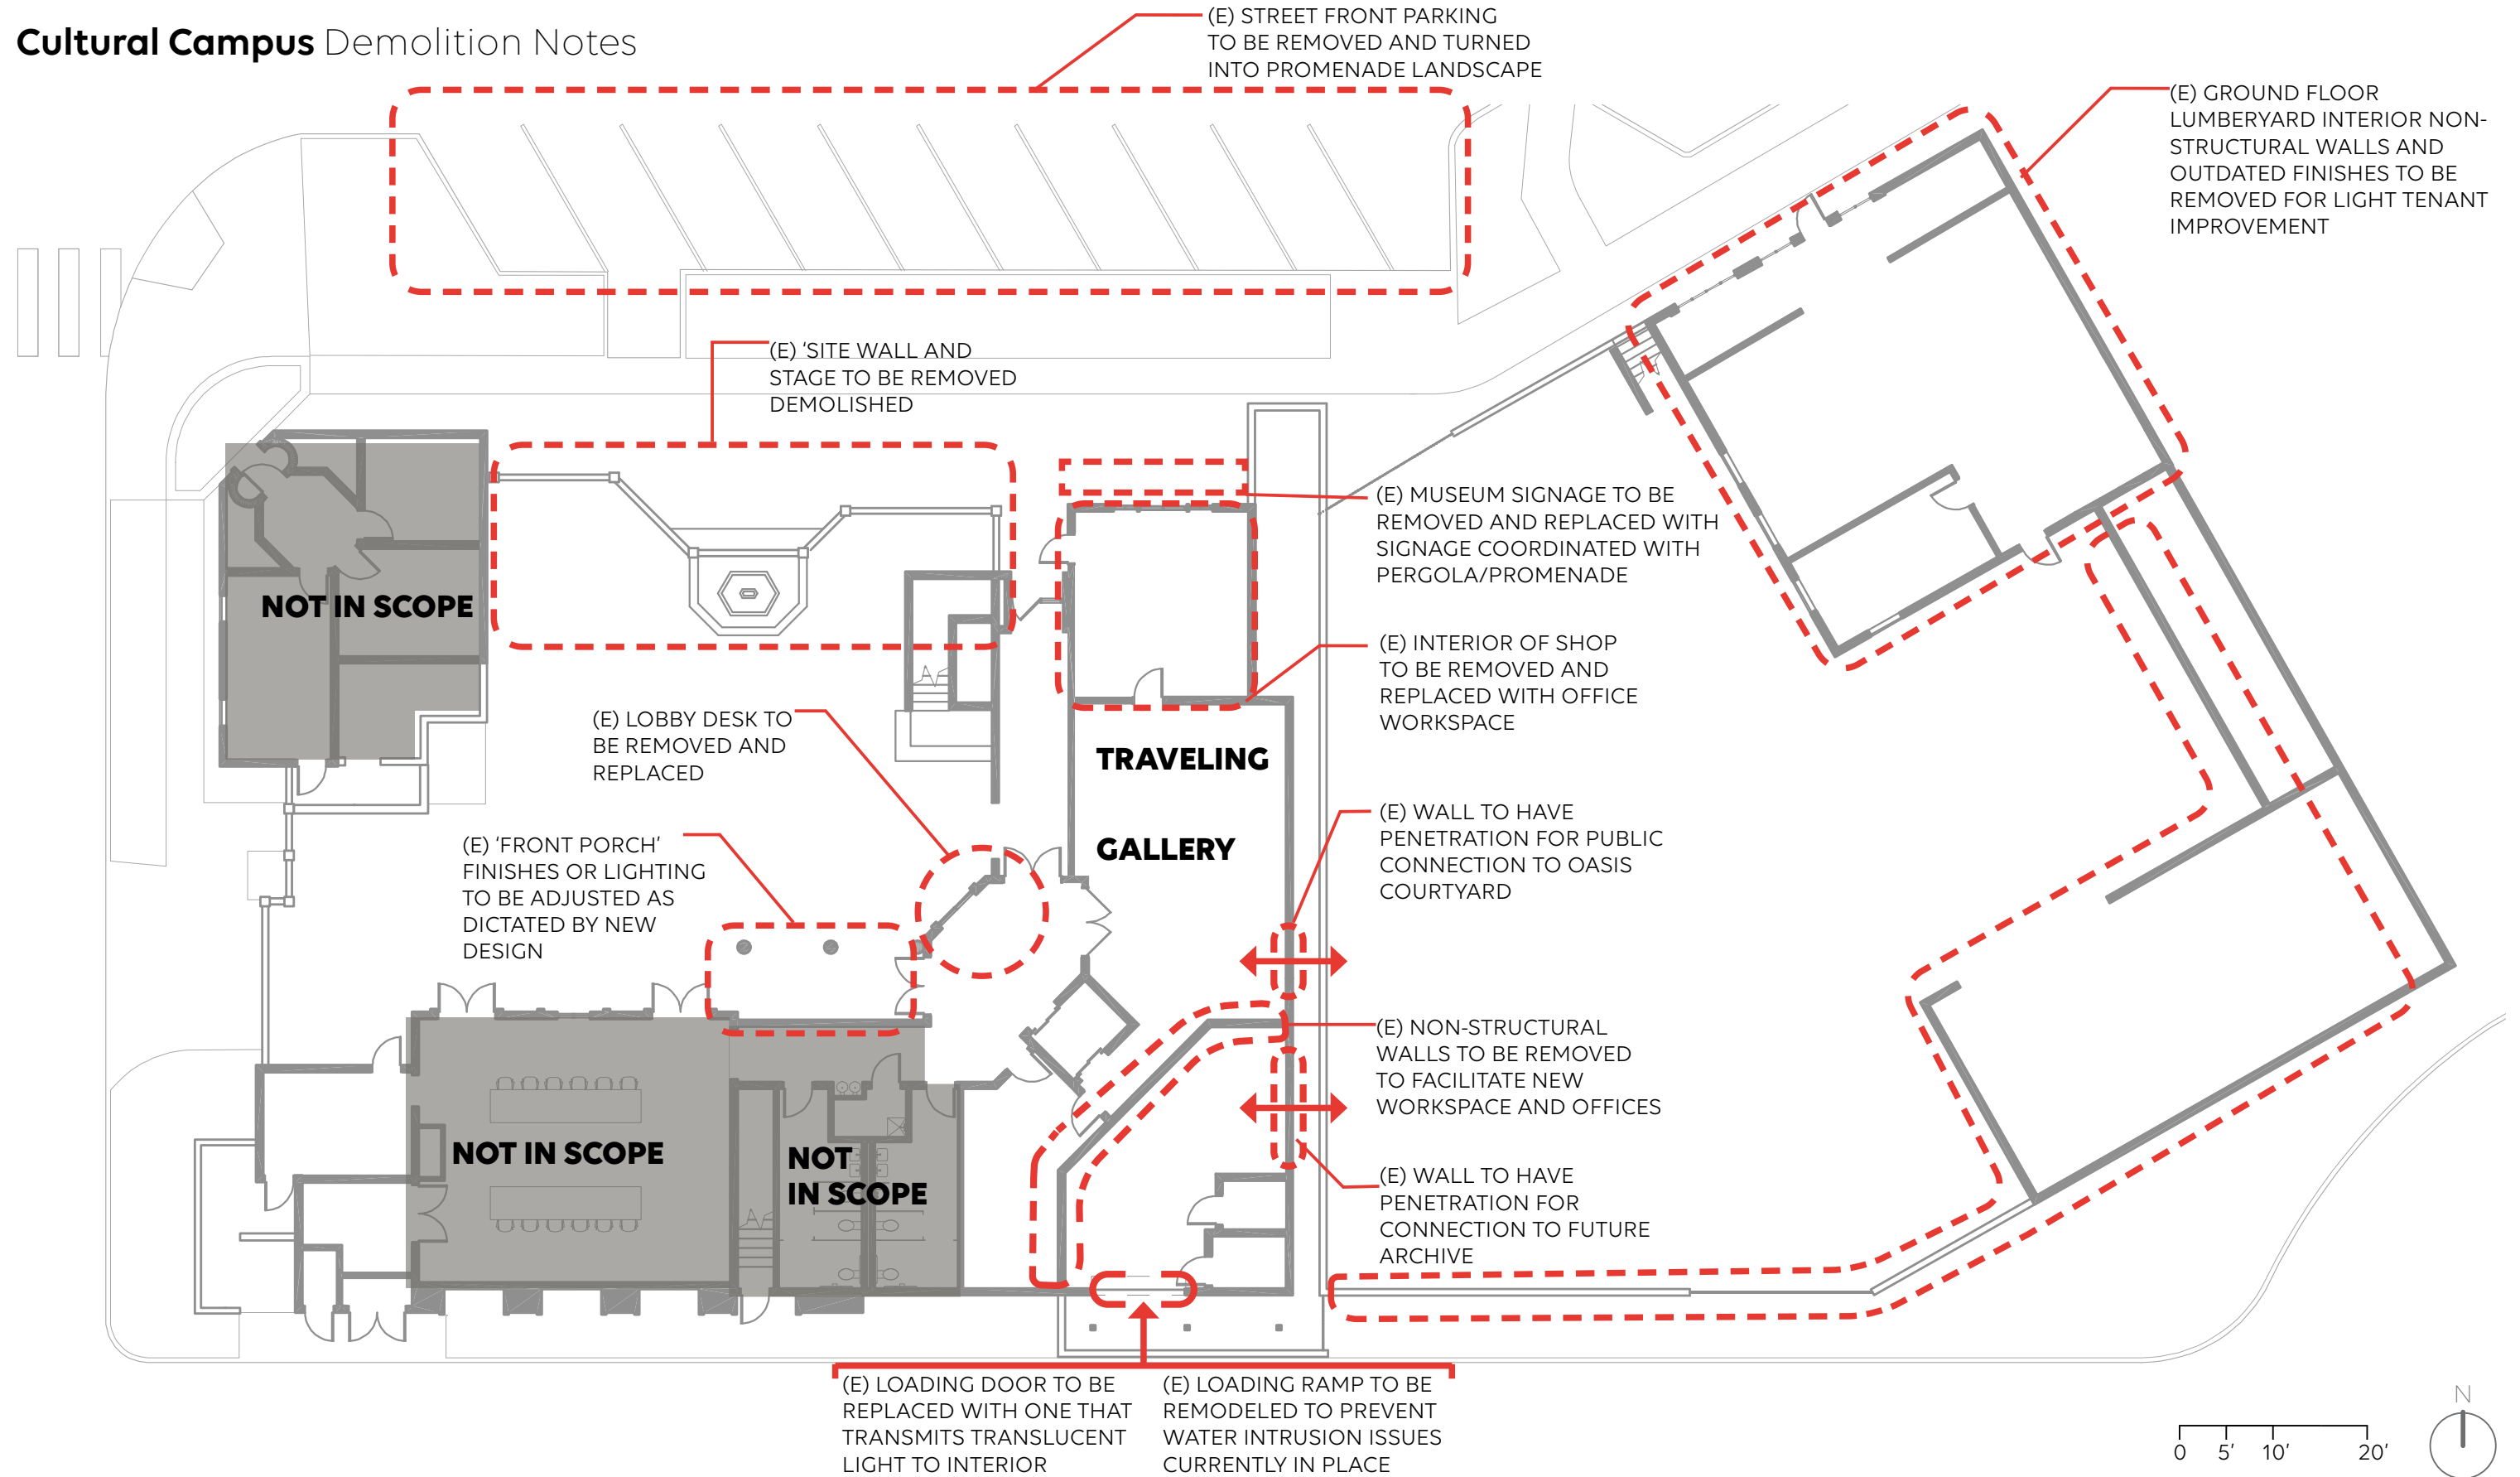 Cultural Campus Demolition Notes
(E) STREET FRONT PARKING
TO BE REMOVED AND TURNED
INTO PROMENADE LANDSCAPE
(E) GROUND FLOOR
LUMBERYARD INTERIOR NON-
STRUCTURAL WALLS AND
OUTDATED FINISHES TO BE
REMOVED FOR LIGHT TENANT
IMPROVEMENT
(E) ‘SITE WALL AND
STAGE TO BE REMOVED
DEMOLISHED
(E) MUSEUM SIGNAGE TO BE
REMOVED AND REPLACED WITH
SIGNAGE COORDINATED WITH
PERGOLA/PROMENADE
NOT IN SCOPE
(E) INTERIOR OF SHOP
TO BE REMOVED AND
REPLACED WITH OFFICE
WORKSPACE
(E) LOBBY DESK TO
BE REMOVED AND
REPLACED
TRAVELING
GALLERY
(E) WALL TO HAVE
PENETRATION FOR PUBLIC
CONNECTION TO OASIS
COURTYARD
(E) ‘FRONT PORCH’
FINISHES OR LIGHTING
TO BE ADJUSTED AS
DICTATED BY NEW
DESIGN
(E) NON-STRUCTURAL
WALLS TO BE REMOVED
TO FACILITATE NEW
WORKSPACE AND OFFICES
NOT IN SCOPE
NOT
IN SCOPE
(E) WALL TO HAVE
PENETRATION FOR
CONNECTION TO FUTURE
ARCHIVE
(E) LOADING DOOR TO BE
REPLACED WITH ONE THAT
TRANSMITS TRANSLUCENT
LIGHT TO INTERIOR
(E) LOADING RAMP TO BE
REMODELED TO PREVENT
WATER INTRUSION ISSUES
CURRENTLY IN PLACE
0 5’ 10’ 20’
N